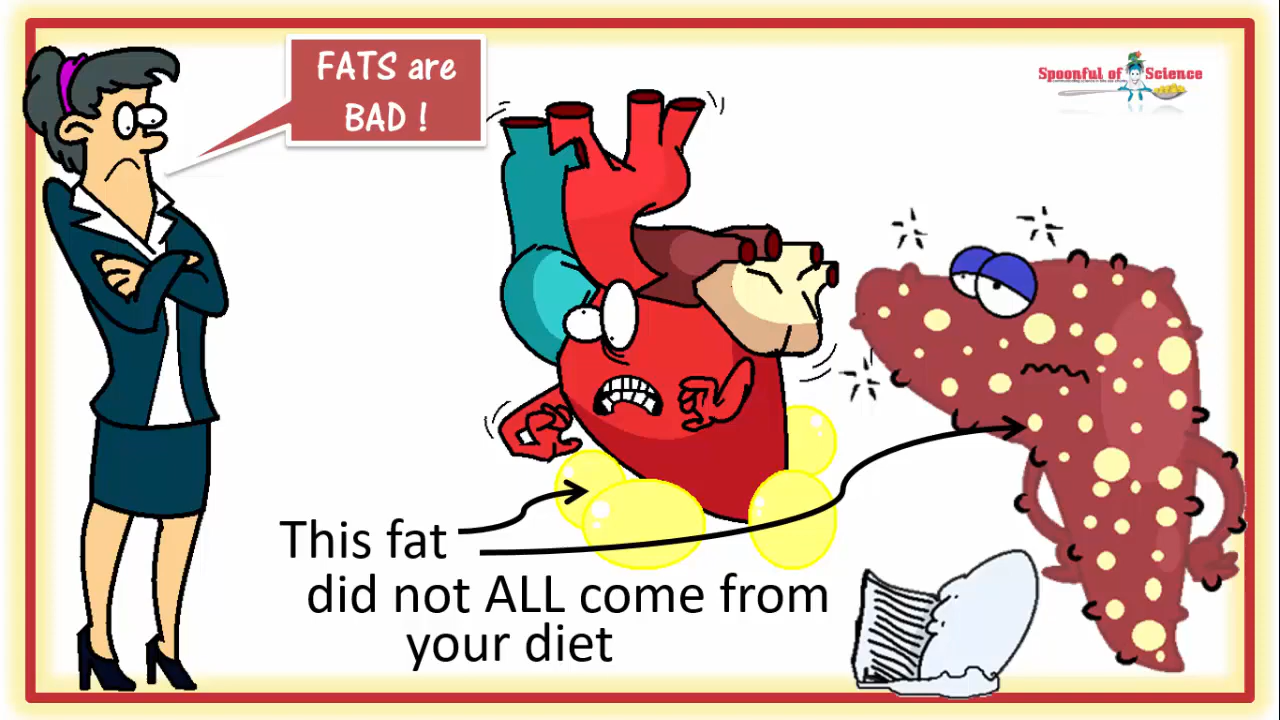 FATS are
BAD !
Spoonful of Science
This fat
did not ALL come from
your diet